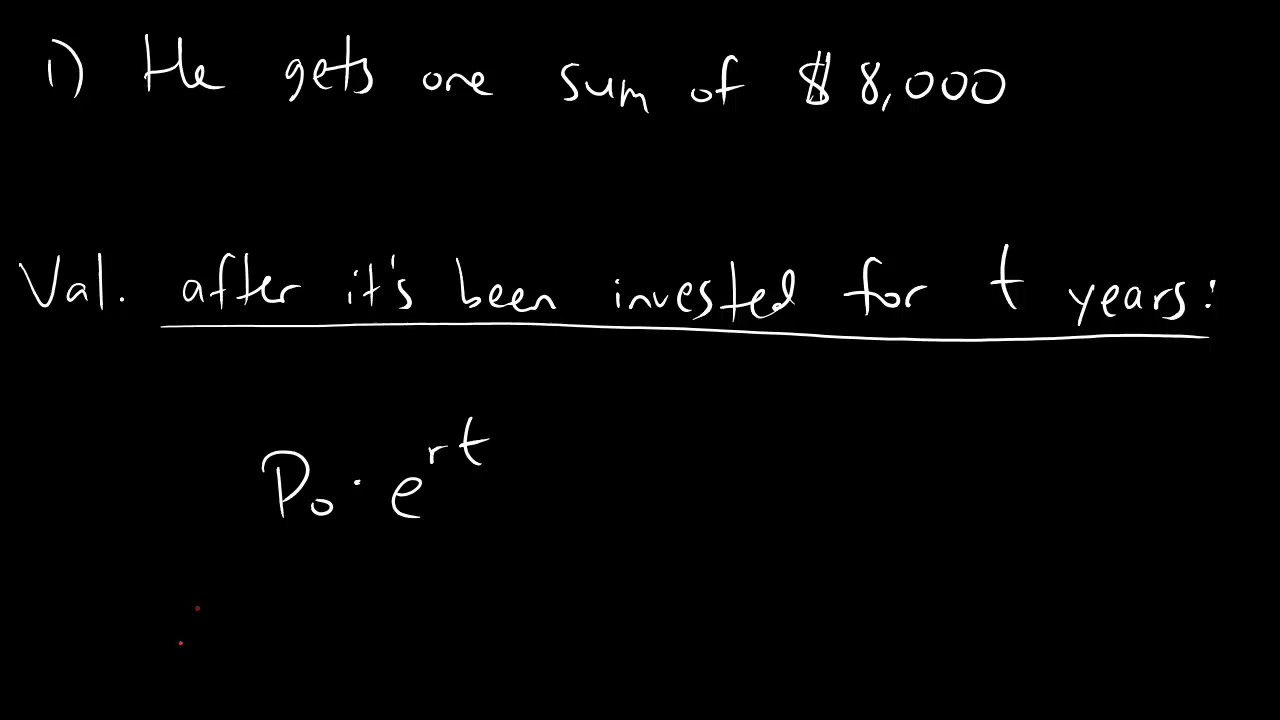 1) He gets one sum of $8,000
Val. after it's been invested for t years:
P₀ · e^{rt}